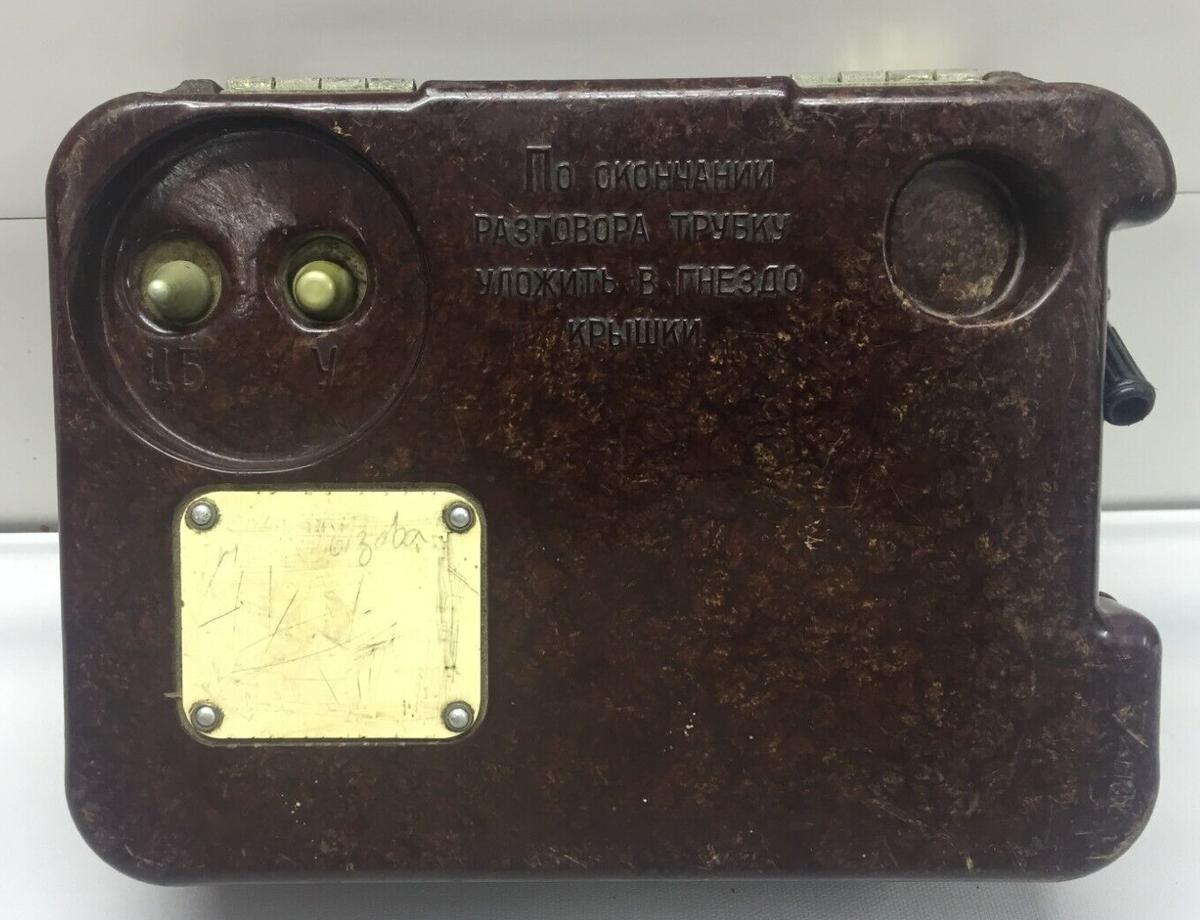 По окончании
разговора трубку
уложить в гнездо
крышки
ЦБ У